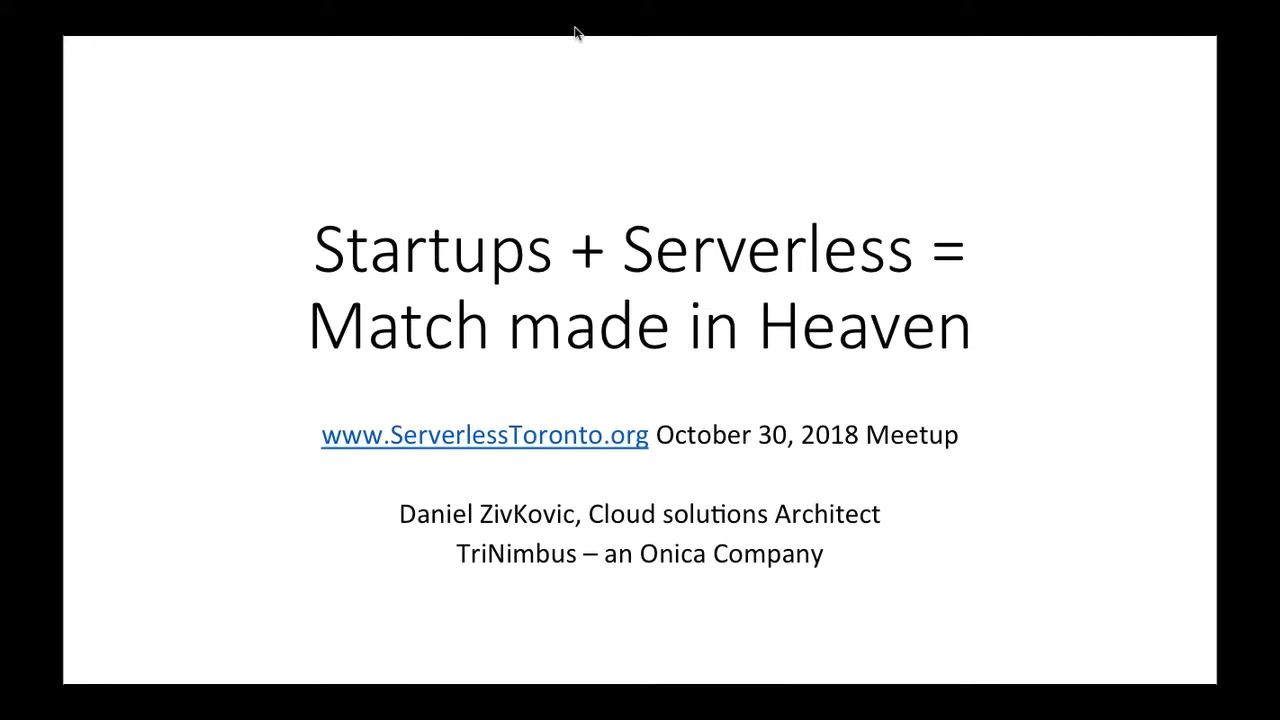 Startups + Serverless =
Match made in Heaven
www.ServerlessToronto.org October 30, 2018 Meetup
Daniel ZivKovic, Cloud solutions Architect
TriNimbus – an Onica Company